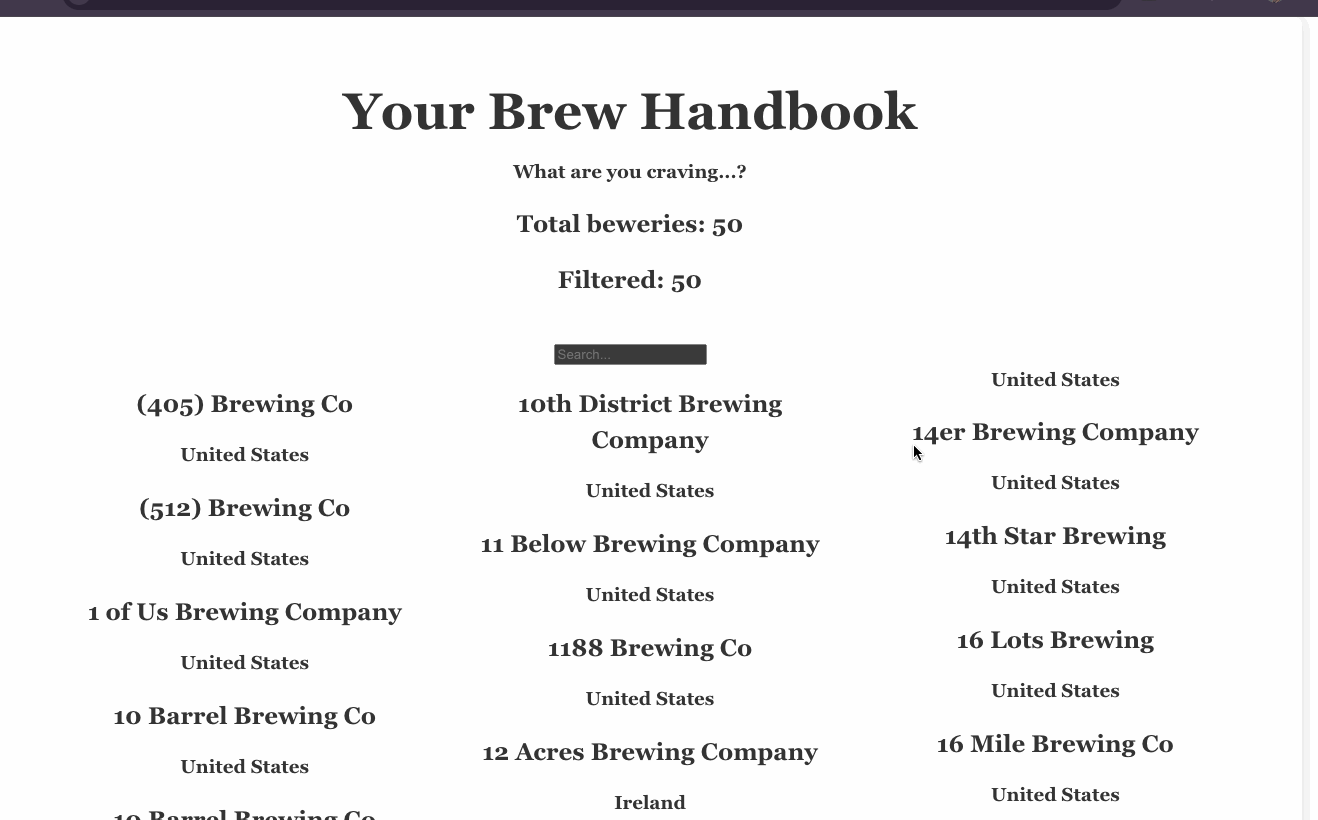 Your Brew Handbook
What are you craving...?
Total beweries: 50
Filtered: 50
Search...
(405) Brewing Co
United States
(512) Brewing Co
United States
1 of Us Brewing Company
United States
10 Barrel Brewing Co
United States
10 Barrel Brewing Co
10th District Brewing
Company
United States
11 Below Brewing Company
United States
1188 Brewing Co
United States
12 Acres Brewing Company
Ireland
United States
14er Brewing Company
United States
14th Star Brewing
United States
16 Lots Brewing
United States
16 Mile Brewing Co
United States